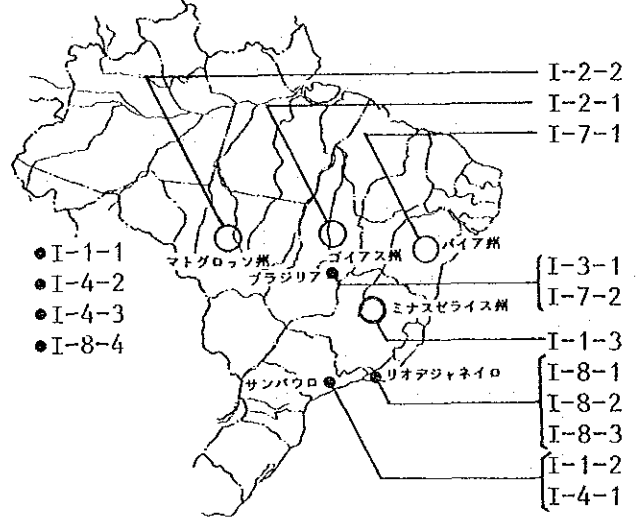 I-2-2
I-2-1
I-7-1
マトグロッソ州
ゴイアス州
バイア州
ブラジリア
●I-1-1
●I-4-2
●I-4-3
●I-8-4
I-3-1
I-7-2
ミナスゼライス州
I-1-3
サンパウロ
リオデジャネイロ
I-8-1
I-8-2
I-8-3
I-1-2
I-4-1